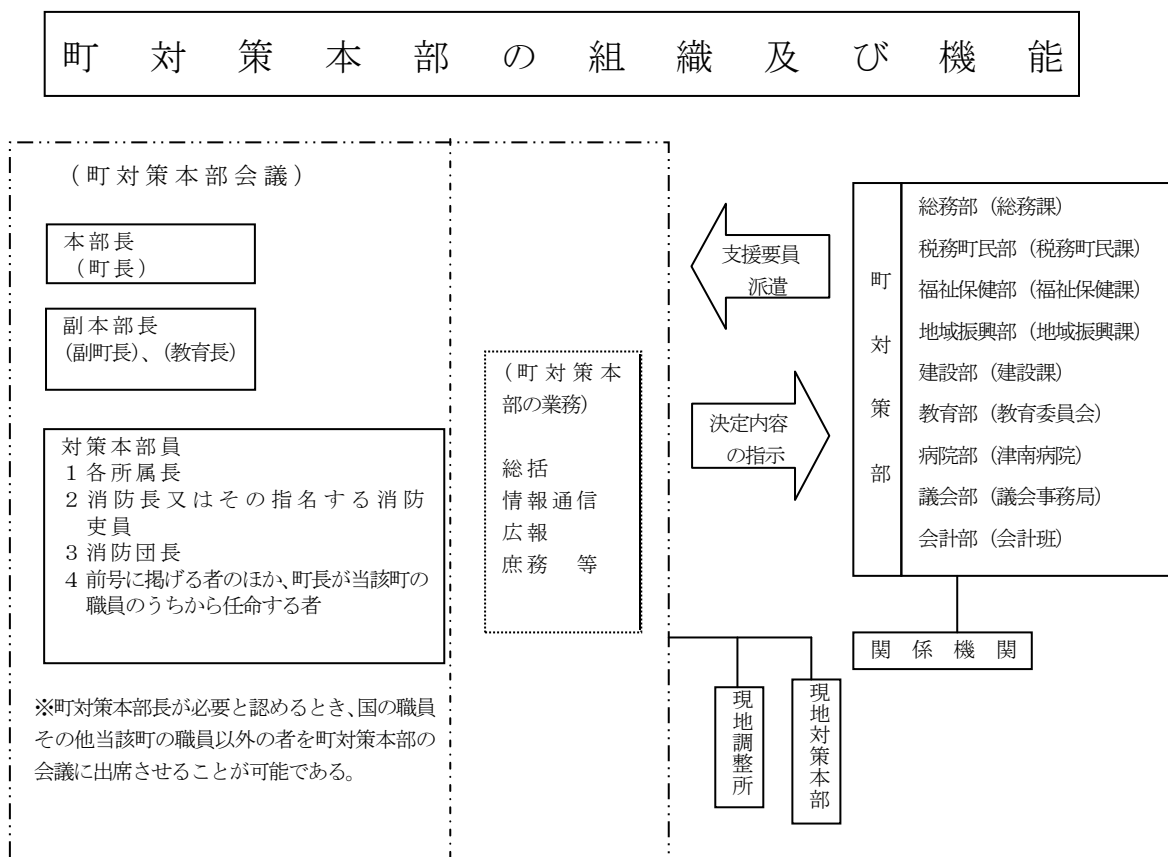 町対策本部の組織及び機能
（町対策本部会議）
本部長
（町長）
副本部長
(副町長)、(教育長)
対策本部員
１各所属長
２消防長又はその指名する消防
吏員
３消防団長
４前号に掲げる者のほか、町長が当該町の
職員のうちから任命する者
※町対策本部長が必要と認めるとき、国の職員
その他当該町の職員以外の者を町対策本部の
会議に出席させることが可能である。
(町対策本
部の業務)
総括
情報通信
広報
庶務　等
支援要員
派遣
決定内容
の指示
町対策部
総務部（総務課）
税務町民部（税務町民課）
福祉保健部（福祉保健課）
地域振興部（地域振興課）
建設部（建設課）
教育部（教育委員会）
病院部（津南病院）
議会部（議会事務局）
会計部（会計班）
関係機関
現地調整所
現地対策本部